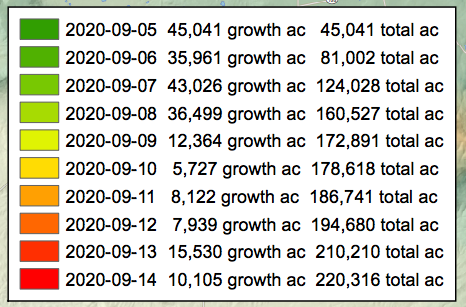 2020-09-05 45,041 growth ac 45,041 total ac
2020-09-06 35,961 growth ac 81,002 total ac
2020-09-07 43,026 growth ac 124,028 total ac
2020-09-08 36,499 growth ac 160,527 total ac
2020-09-09 12,364 growth ac 172,891 total ac
2020-09-10 5,727 growth ac 178,618 total ac
2020-09-11 8,122 growth ac 186,741 total ac
2020-09-12 7,939 growth ac 194,680 total ac
2020-09-13 15,530 growth ac 210,210 total ac
2020-09-14 10,105 growth ac 220,316 total ac